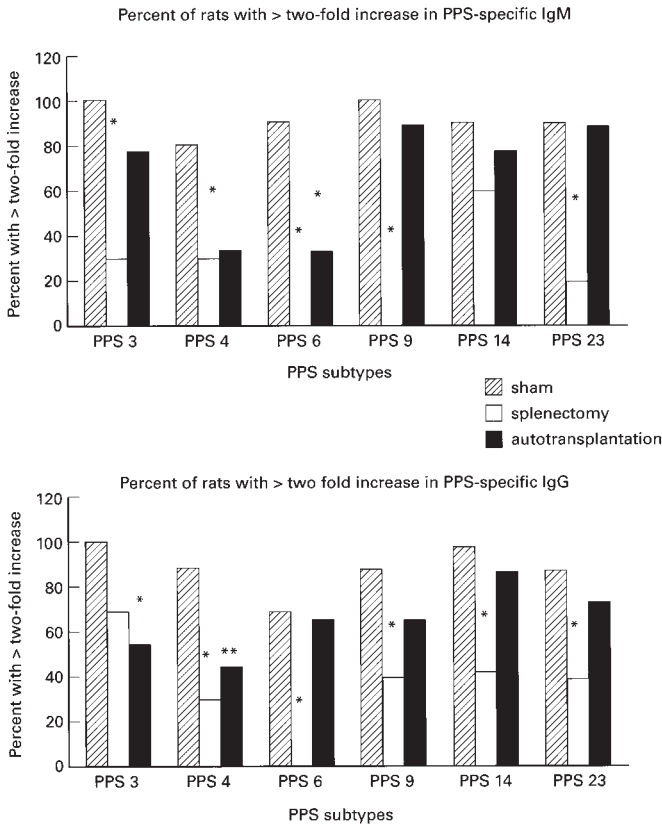 Percent of rats with > two-fold increase in PPS-specific IgM
Percent with > two-fold increase
120
100
80
60
40
20
0
*
*
*
*
*
*
PPS 3 PPS 4 PPS 6 PPS 9 PPS 14 PPS 23
PPS subtypes
sham
splenectomy
autotransplantation
Percent of rats with > two fold increase in PPS-specific IgG
Percent with > two-fold increase
120
100
80
60
40
20
0
*
*
**
*
*
*
*
PPS 3 PPS 4 PPS 6 PPS 9 PPS 14 PPS 23
PPS subtypes